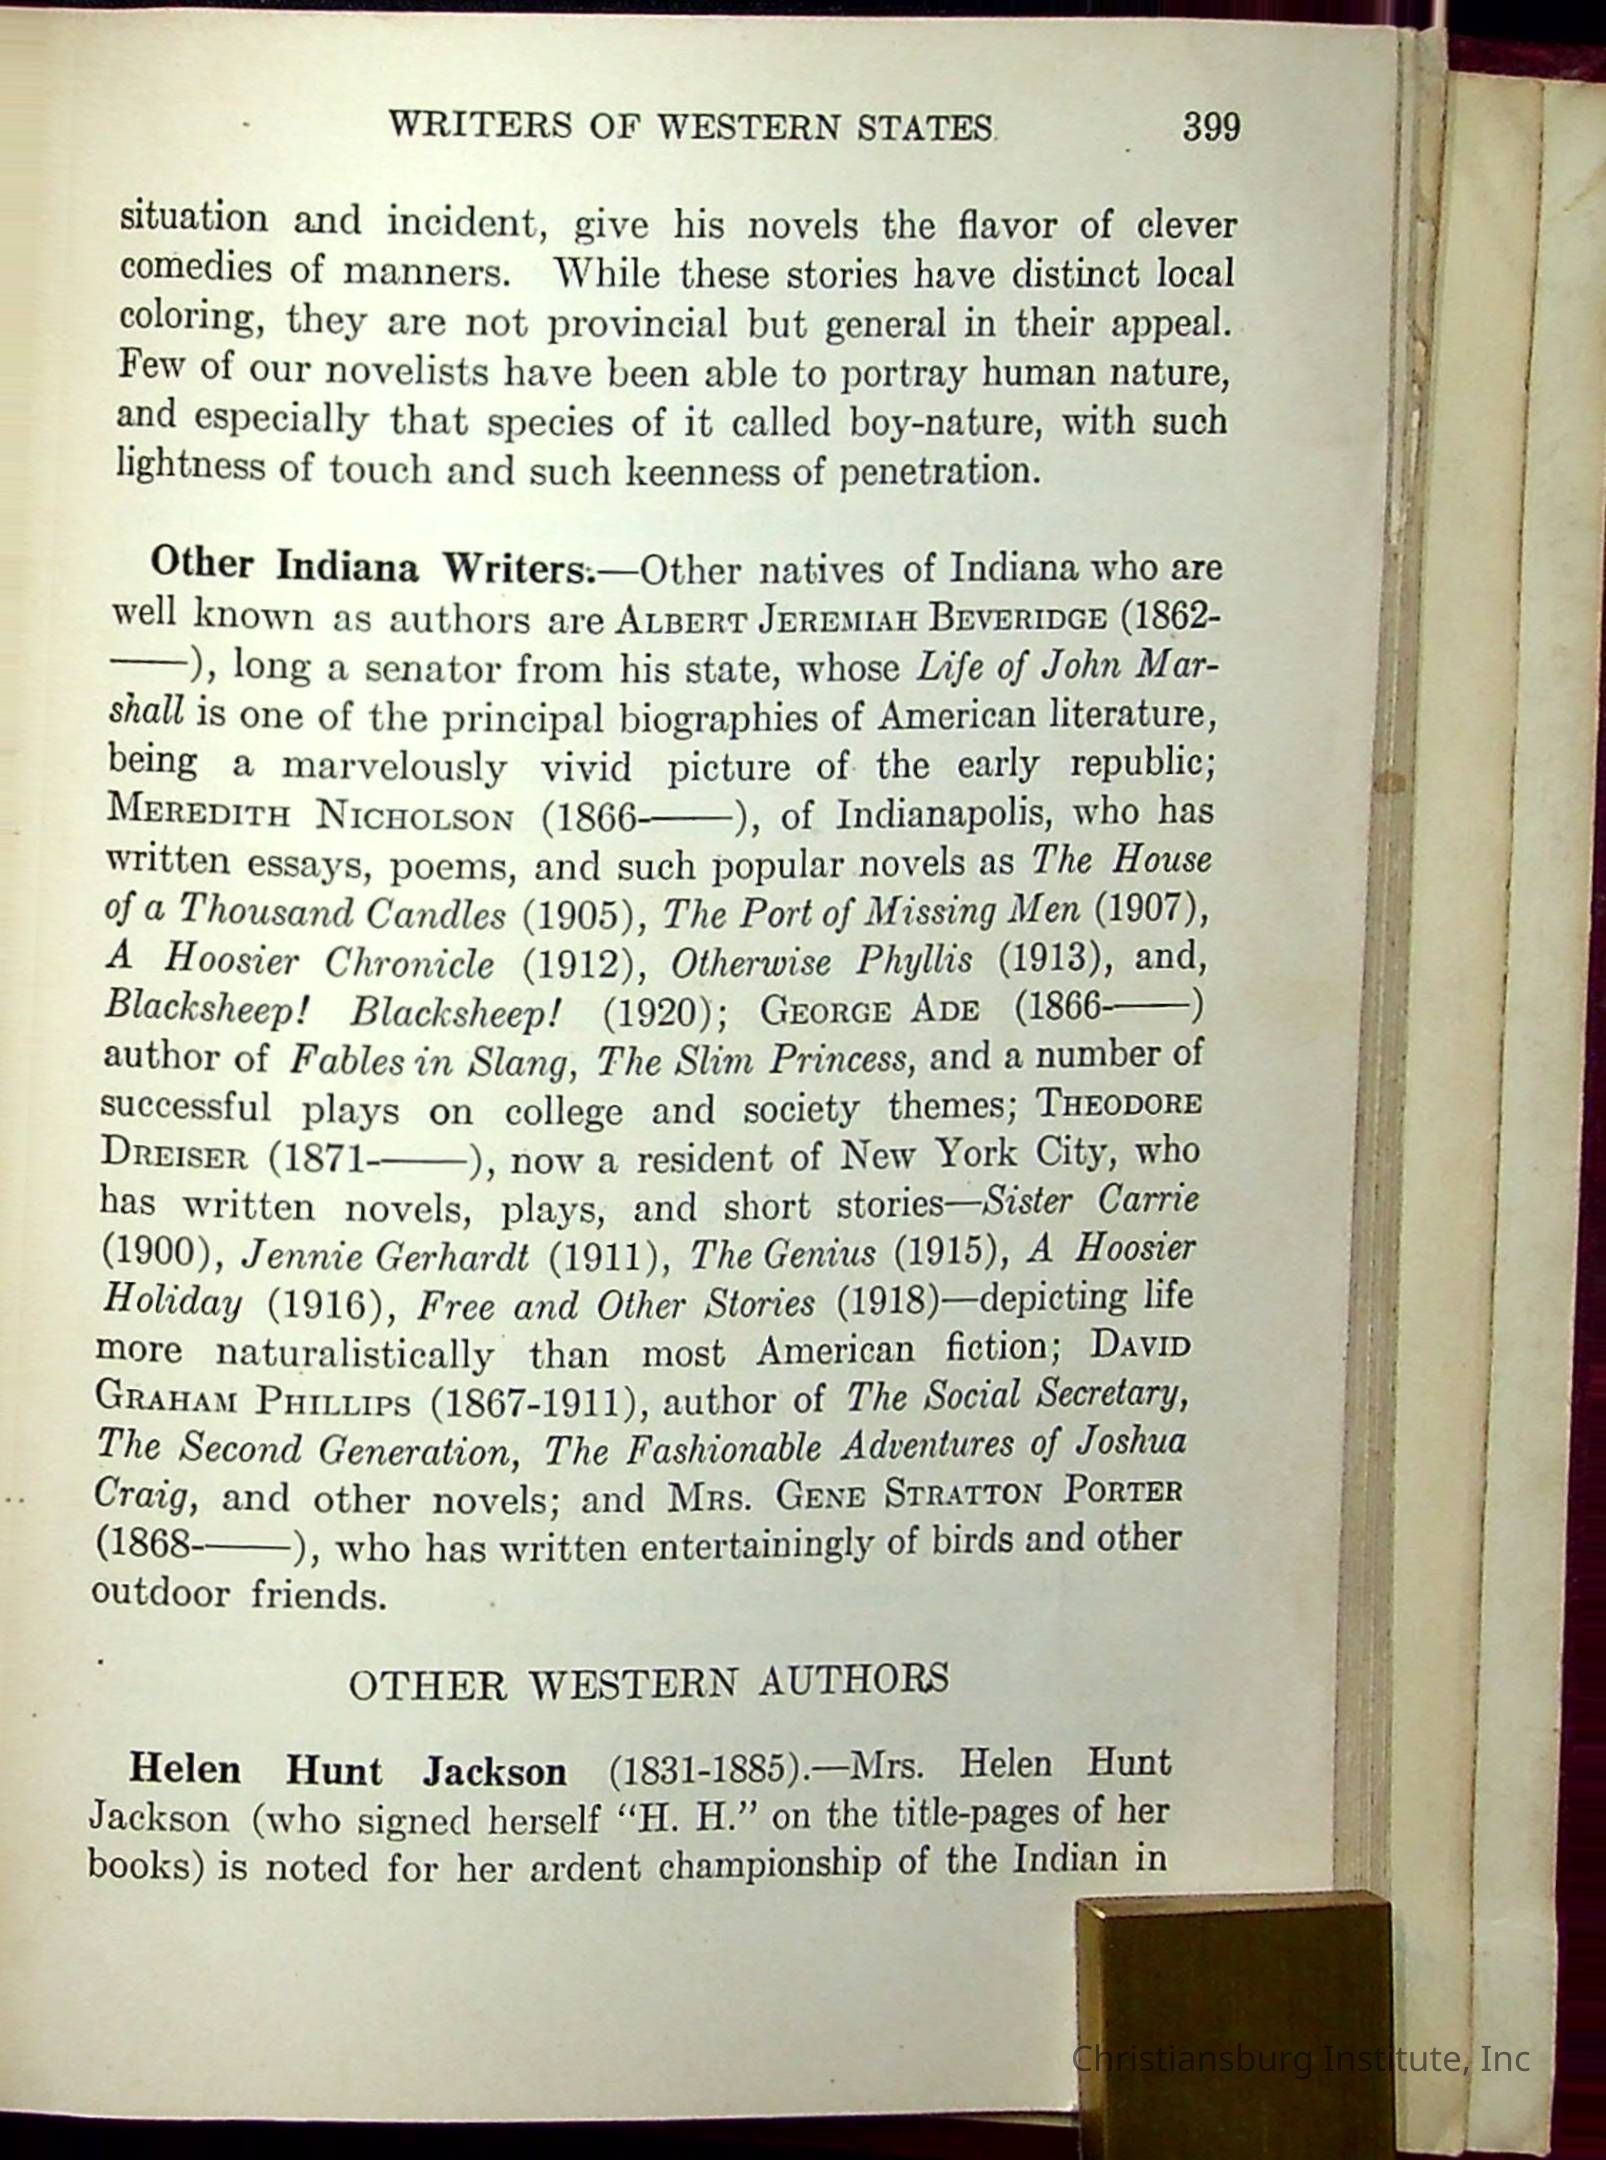 WRITERS OF WESTERN STATES 399
situation and incident, give his novels the flavor of clever
comedies of manners. While these stories have distinct local
coloring, they are not provincial but general in their appeal.
Few of our novelists have been able to portray human nature,
and especially that species of it called boy-nature, with such
lightness of touch and such keenness of penetration.
Other Indiana Writers.—Other natives of Indiana who are
well known as authors are ALBERT JEREMIAH BEVERIDGE (1862-
——), long a senator from his state, whose Life of John Mar-
shall is one of the principal biographies of American literature,
being a marvelously vivid picture of the early republic;
MEREDITH NICHOLSON (1866-——), of Indianapolis, who has
written essays, poems, and such popular novels as The House
of a Thousand Candles (1905), The Port of Missing Men (1907),
A Hoosier Chronicle (1912), Otherwise Phyllis (1913), and,
Blacksheep! Blacksheep! (1920); GEORGE ADE (1866-——)
author of Fables in Slang, The Slim Princess, and a number of
successful plays on college and society themes; THEODORE
DREISER (1871-——), now a resident of New York City, who
has written novels, plays, and short stories—Sister Carrie
(1900), Jennie Gerhardt (1911), The Genius (1915), A Hoosier
Holiday (1916), Free and Other Stories (1918)—depicting life
more naturalistically than most American fiction; DAVID
GRAHAM PHILLIPS (1867-1911), author of The Social Secretary,
The Second Generation, The Fashionable Adventures of Joshua
Craig, and other novels; and MRS. GENE STRATTON PORTER
(1868-——), who has written entertainingly of birds and other
outdoor friends.
OTHER WESTERN AUTHORS
Helen Hunt Jackson (1831-1885).—Mrs. Helen Hunt
Jackson (who signed herself "H. H." on the title-pages of her
books) is noted for her ardent championship of the Indian in
Christiansburg Institute, Inc